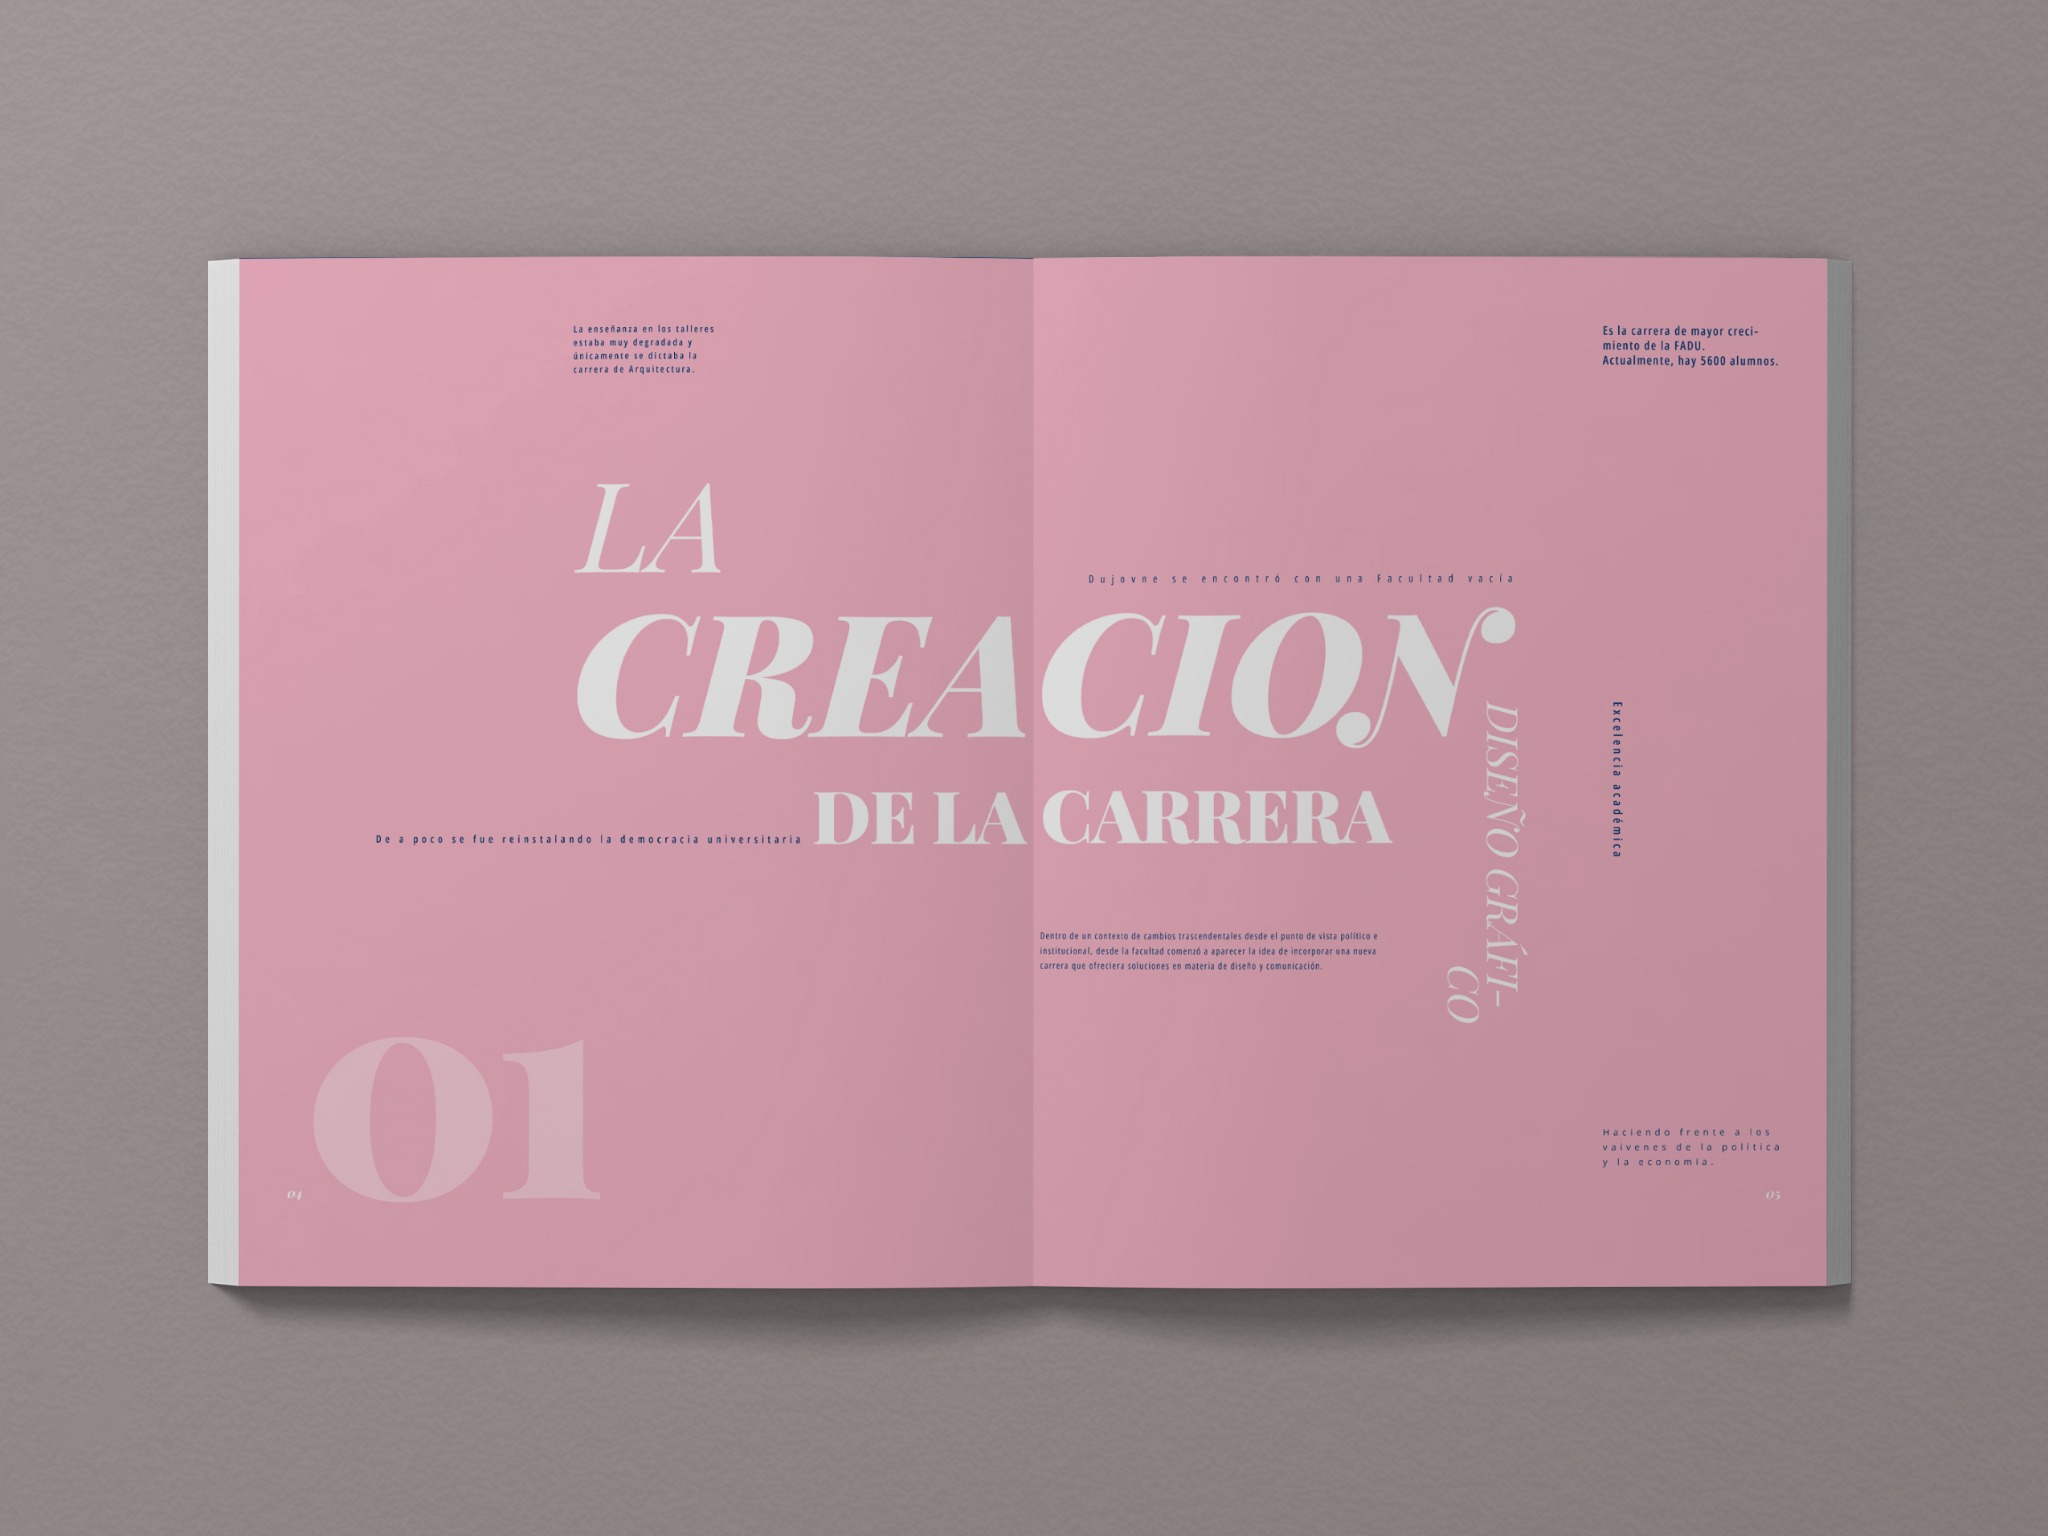 La enseñanza en los talleres
estaba muy degradada y
únicamente se dictaba la
carrera de Arquitectura.
Es la carrera de mayor creci-
miento de la FADU.
Actualmente, hay 5600 alumnos.
LA
Dujovne se encontró con una Facultad vacía
CREACION
DE LA CARRERA
De a poco se fue reinstalando la democracia universitaria
DISEÑO GRÁFI-
CO
Excelencia académica
Dentro de un contexto de cambios trascendentales desde el punto de vista político e
institucional, desde la facultad comenzó a aparecer la idea de incorporar una nueva
carrera que ofreciera soluciones en materia de diseño y comunicación.
01
Haciendo frente a los
vaivenes de la política
y la economía.
04
05